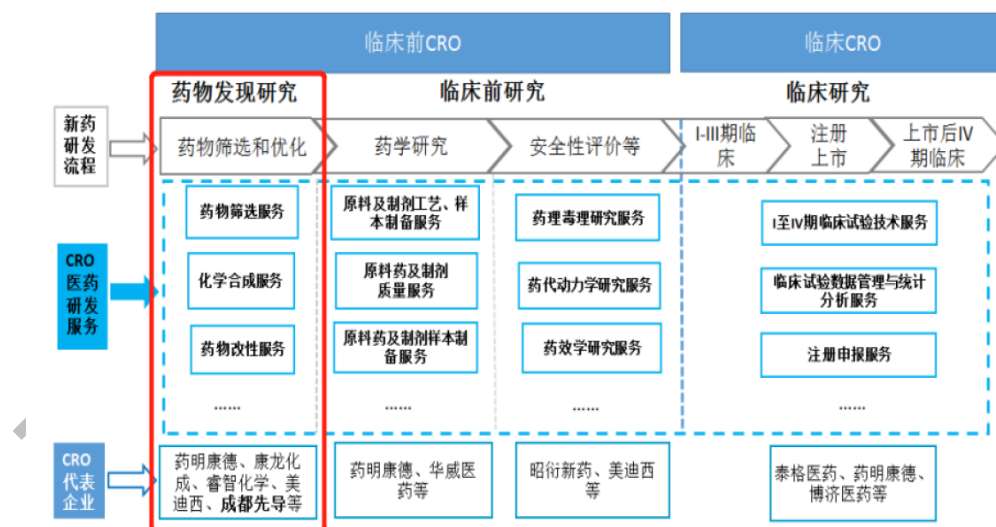 临床前CRO
临床CRO
药物发现研究
临床前研究
临床研究
新药
研发
流程
药物筛选和优化
药学研究
安全性评价等
I-III期临
床
注册
上市
上市后IV
期临床
CRO
医药
研发
服务
药物筛选服务
化学合成服务
药物改性服务
……
原料及制剂工艺、样
本制备服务
原料药及制剂
质量服务
原料药及制剂样本制
备服务
……
药理毒理研究服务
药代动力学研究服务
药效学研究服务
……
I至IV期临床试验技术服务
临床试验数据管理与统计
分析服务
注册申报服务
……
CRO
代表
企业
药明康德、康龙化
成、睿智化学、美
迪西、成都先导等
药明康德、华威医
药等
昭衍新药、美迪西
等
泰格医药、药明康德、
博济医药等